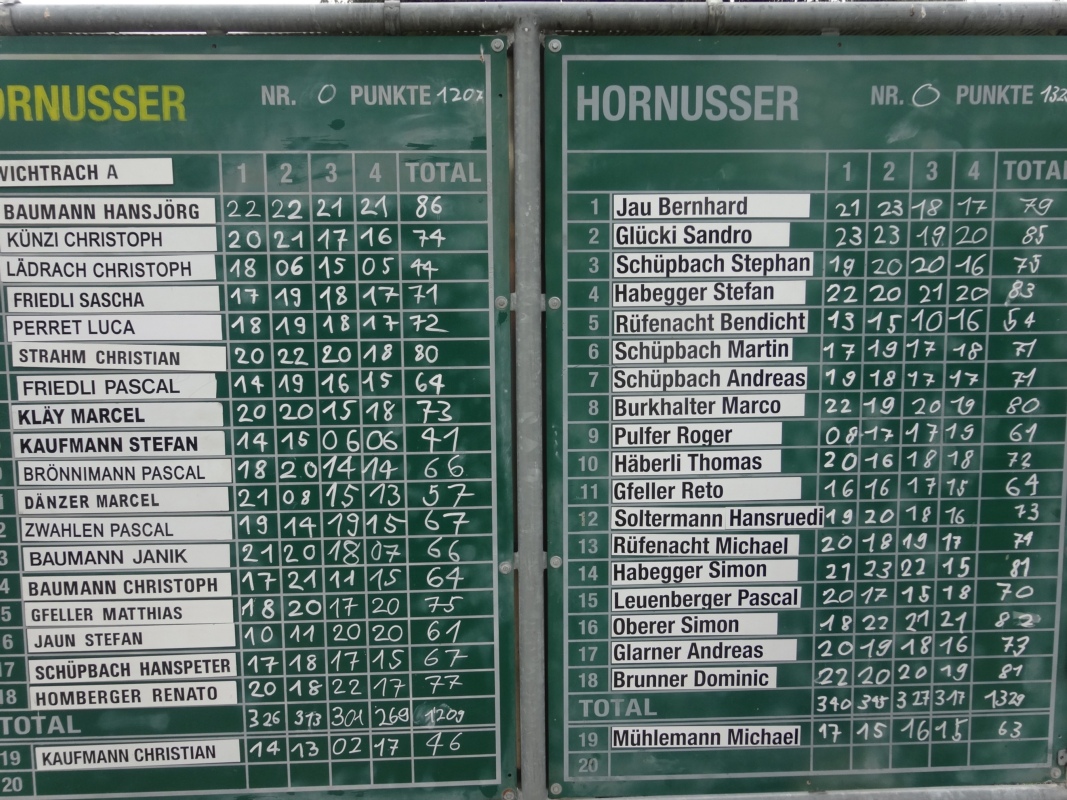 ORNUSSER NR. 0 PUNKTE 1207
WICHTRACH A 1 2 3 4 TOTAL
BAUMANN HANSJÖRG 22 22 21 21 86
KÜNZI CHRISTOPH 20 21 17 16 74
LÄDRACH CHRISTOPH 18 06 15 05 44
FRIEDLI SASCHA 17 19 18 17 71
PERRET LUCA 18 19 18 17 72
STRAHM CHRISTIAN 20 22 20 18 80
FRIEDLI PASCAL 14 19 16 15 64
KLÄY MARCEL 20 20 15 18 73
KAUFMANN STEFAN 14 15 06 06 41
BRÖNNIMANN PASCAL 18 20 14 14 66
DÄNZER MARCEL 21 08 15 13 57
2 ZWAHLEN PASCAL 19 14 19 15 67
3 BAUMANN JANIK 21 20 18 07 66
4 BAUMANN CHRISTOPH 17 21 11 15 64
5 GFELLER MATTHIAS 18 20 17 20 75
6 JAUN STEFAN 10 11 20 20 61
17 SCHÜPBACH HANSPETER 17 18 17 15 67
18 HOMBERGER RENATO 20 18 22 17 77
TOTAL 326 313 301 269 1209
19 KAUFMANN CHRISTIAN 14 13 02 17 46
20
HORNUSSER NR. 0 PUNKTE 132
1 2 3 4 TOTAL
1 Jau Bernhard 21 23 18 17 79
2 Glücki Sandro 23 23 19 20 85
3 Schüpbach Stephan 19 20 20 16 75
4 Habegger Stefan 22 20 21 20 83
5 Rüfenacht Bendicht 13 15 10 16 54
6 Schüpbach Martin 17 19 17 18 71
7 Schüpbach Andreas 19 18 17 17 71
8 Burkhalter Marco 22 19 20 19 80
9 Pulfer Roger 08 17 17 19 61
10 Häberli Thomas 20 16 18 18 72
11 Gfeller Reto 16 16 17 15 64
12 Soltermann Hansruedi 19 20 18 16 73
13 Rüfenacht Michael 20 18 19 17 74
14 Habegger Simon 21 23 22 15 81
15 Leuenberger Pascal 20 17 15 18 70
16 Oberer Simon 18 22 21 21 82
17 Glarner Andreas 20 19 18 16 73
18 Brunner Dominic 22 20 20 19 81
TOTAL 340 345 327 317 1329
19 Mühlemann Michael 17 15 16 15 63
20